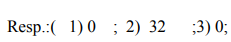 Resp.:( 1) 0 ; 2) 32 ;3) 0;